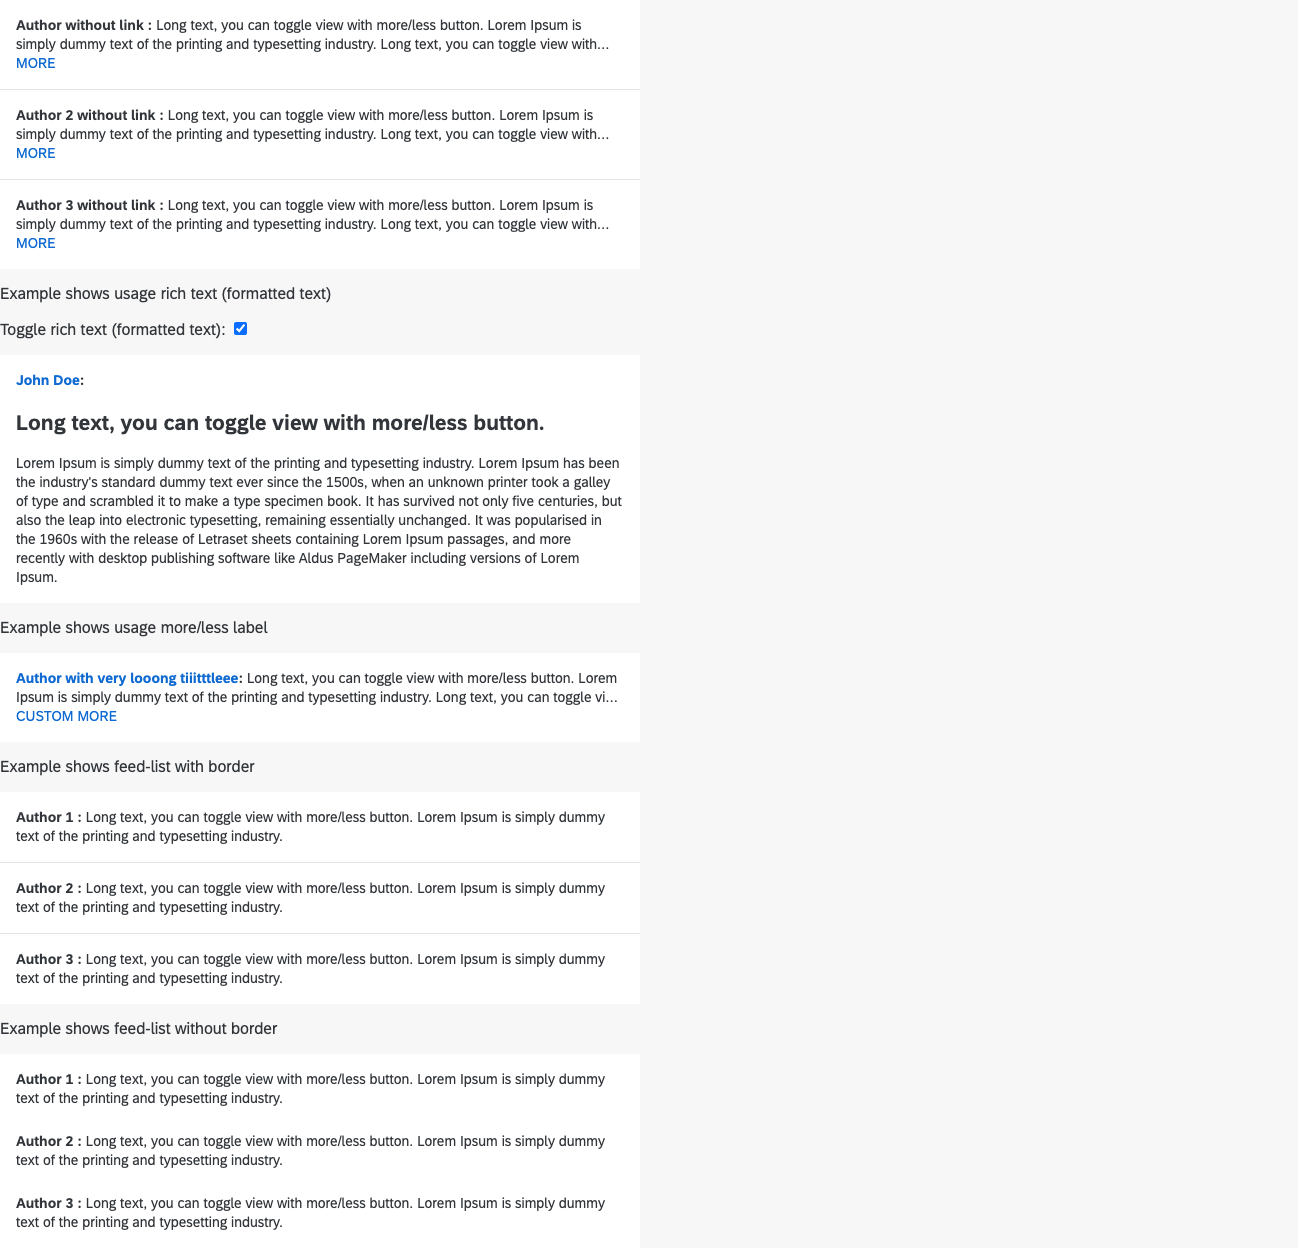 Author without link : Long text, you can toggle view with more/less button. Lorem Ipsum is
simply dummy text of the printing and typesetting industry. Long text, you can toggle view with...
MORE
Author 2 without link : Long text, you can toggle view with more/less button. Lorem Ipsum is
simply dummy text of the printing and typesetting industry. Long text, you can toggle view with...
MORE
Author 3 without link : Long text, you can toggle view with more/less button. Lorem Ipsum is
simply dummy text of the printing and typesetting industry. Long text, you can toggle view with...
MORE
Example shows usage rich text (formatted text)
Toggle rich text (formatted text):
John Doe:
Long text, you can toggle view with more/less button.
Lorem Ipsum is simply dummy text of the printing and typesetting industry. Lorem Ipsum has been
the industry's standard dummy text ever since the 1500s, when an unknown printer took a galley
of type and scrambled it to make a type specimen book. It has survived not only five centuries, but
also the leap into electronic typesetting, remaining essentially unchanged. It was popularised in
the 1960s with the release of Letraset sheets containing Lorem Ipsum passages, and more
recently with desktop publishing software like Aldus PageMaker including versions of Lorem
Ipsum.
Example shows usage more/less label
Author with very looong tiiitttleee: Long text, you can toggle view with more/less button. Lorem
Ipsum is simply dummy text of the printing and typesetting industry. Long text, you can toggle vi...
CUSTOM MORE
Example shows feed-list with border
Author 1 : Long text, you can toggle view with more/less button. Lorem Ipsum is simply dummy
text of the printing and typesetting industry.
Author 2 : Long text, you can toggle view with more/less button. Lorem Ipsum is simply dummy
text of the printing and typesetting industry.
Author 3 : Long text, you can toggle view with more/less button. Lorem Ipsum is simply dummy
text of the printing and typesetting industry.
Example shows feed-list without border
Author 1 : Long text, you can toggle view with more/less button. Lorem Ipsum is simply dummy
text of the printing and typesetting industry.
Author 2 : Long text, you can toggle view with more/less button. Lorem Ipsum is simply dummy
text of the printing and typesetting industry.
Author 3 : Long text, you can toggle view with more/less button. Lorem Ipsum is simply dummy
text of the printing and typesetting industry.